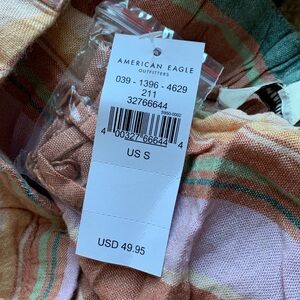 AMERICAN EAGLE
OUTFITTERS
039 - 1396 - 4629
211
32766644
4 00327 66644 4
US S
USD 49.95